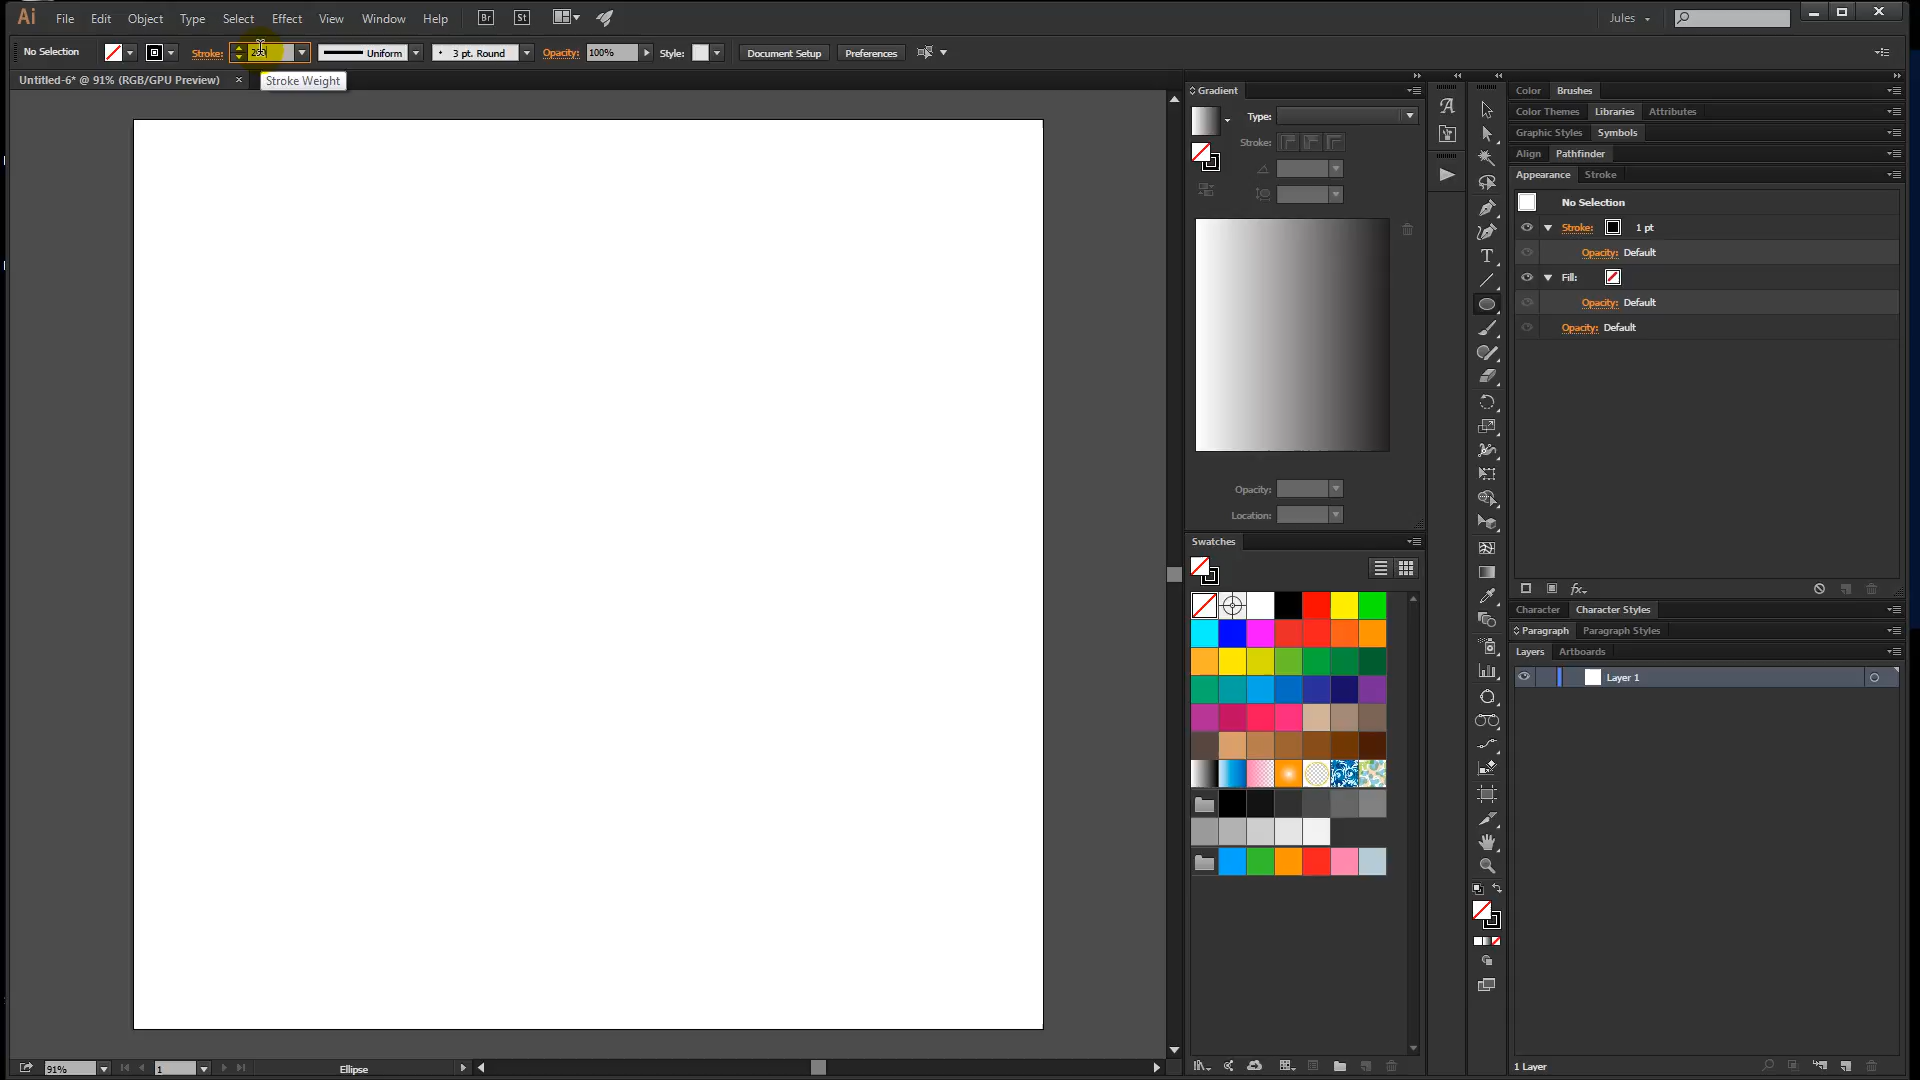 Ai File Edit Object Type Select Effect View Window Help Br St Jules
No Selection Stroke: Uniform 3 pt. Round Opacity: 100% Style: Document Setup Preferences
Untitled-6* @ 91% (RGB/GPU Preview) ×
Stroke Weight
Gradient
Type:
Stroke:
Opacity:
Location:
Swatches
Color Brushes
Color Themes Libraries Attributes
Graphic Styles Symbols
Align Pathfinder
Appearance Stroke
No Selection
Stroke: 1 pt
Opacity: Default
Fill:
Opacity: Default
Opacity: Default
fx
Character Character Styles
Paragraph Paragraph Styles
Layers Artboards
Layer 1
1 Layer
91% 1 Ellipse